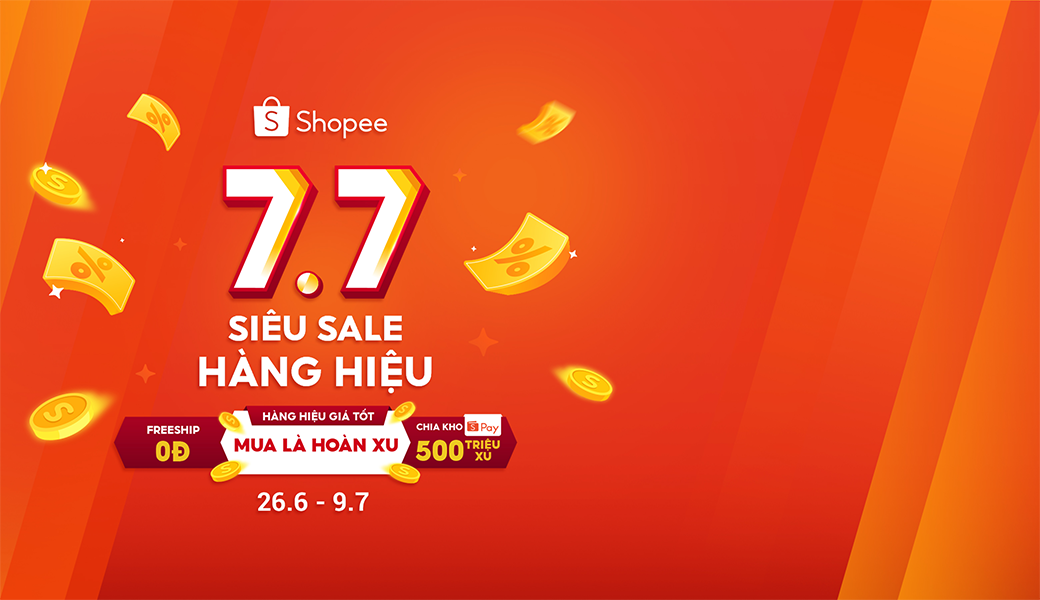 Shopee
7.7
SIÊU SALE
HÀNG HIỆU
FREESHIP
0Đ
HÀNG HIỆU GIÁ TỐT
MUA LÀ HOÀN XU
CHIA KHO Pay
500 TRIỆU
XU
26.6 - 9.7